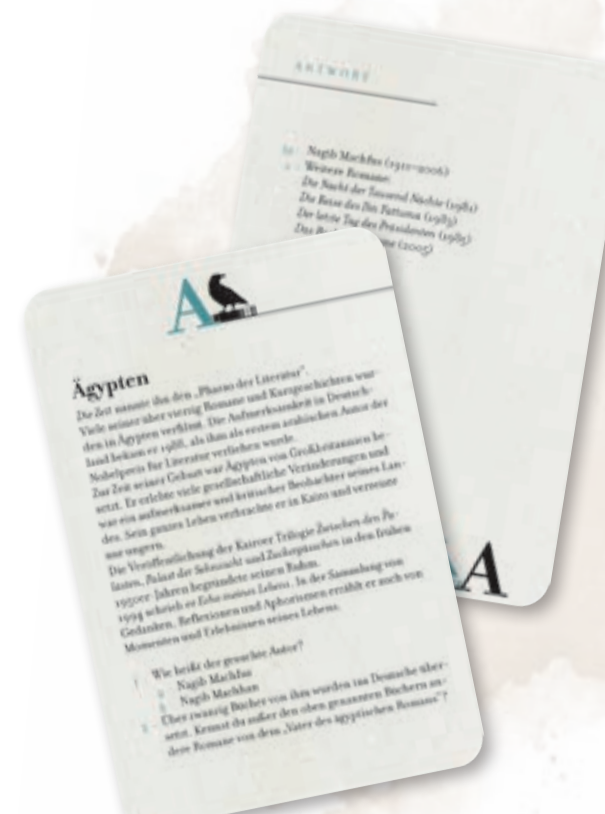 ANTWORT
Nagib Machfus (1911–2006)
Weitere Romane:
Die Nacht der Tausend Nächte (1982)
Die Reise des Ibn Fattuma (1983)
Der letzte Tag des Präsidenten (1985)
Das (2005)
A
A
Ägypten
Die Zeit nannte ihn den „Pharao der Literatur".
Viele seiner über vierzig Romane und Kurzgeschichten wur-
den in Ägypten verfilmt. Die Aufmerksamkeit in Deutsch-
land bekam er 1988, als ihm als erstem arabischen Autor der
Nobelpreis für Literatur verliehen wurde.
Zur Zeit seiner Geburt war Ägypten von Großbritannien be-
setzt. Er erlebte viele gesellschaftliche Veränderungen und
war ein aufmerksamer und kritischer Beobachter seines Lan-
des. Sein ganzes Leben verbrachte er in Kairo und verreiste
nur ungern.
Die Veröffentlichung der Kairoer Trilogie Zwischen den Pa-
lästen, Palast der Sehnsucht und Zuckergässchen in den frühen
1950er-Jahren begründete seinen Ruhm.
1994 schrieb er Echo meines Lebens. In der Sammlung von
Gedanken, Reflexionen und Aphorismen erzählt er auch von
Momenten und Erlebnissen seines Lebens.
Wie heißt der gesuchte Autor?
Nagib Machfus
Nagib Machhan
Über zwanzig Bücher von ihm wurden ins Deutsche über-
setzt. Kennst du außer den oben genannten Büchern an-
dere Romane von dem „Vater des ägyptischen Romans"?